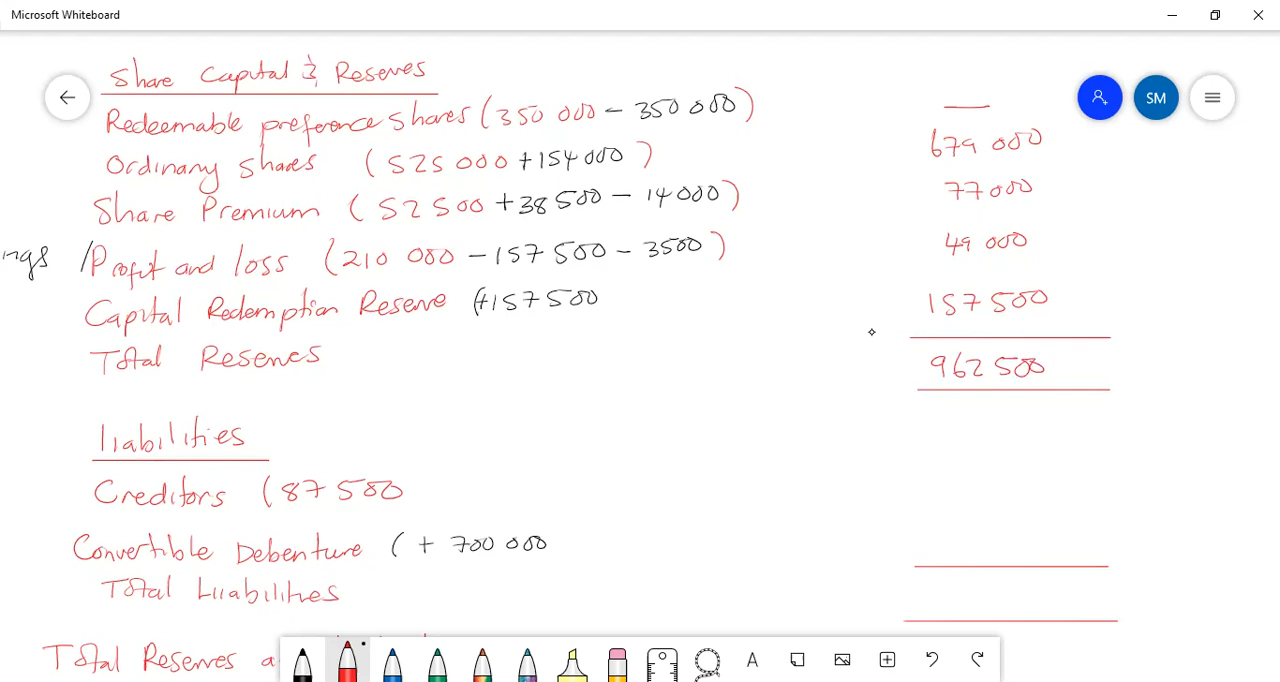 Microsoft Whiteboard
Share Capital & Reserves
SM
Redeemable preference shares (350 000 - 350 000) —
Ordinary shares (525 000 + 154 000) 679 000
Share Premium (52 500 + 38 500 - 14 000) 77 000
ngs / Profit and loss (210 000 - 157 500 - 3500) 49 000
Capital Redemption Reserve (+157 500 157 500
Total Reserves 962 500
Liabilities
Creditors (87 500
Convertible Debenture ( + 700 000
Total Liabilities
Total Reserves a
A